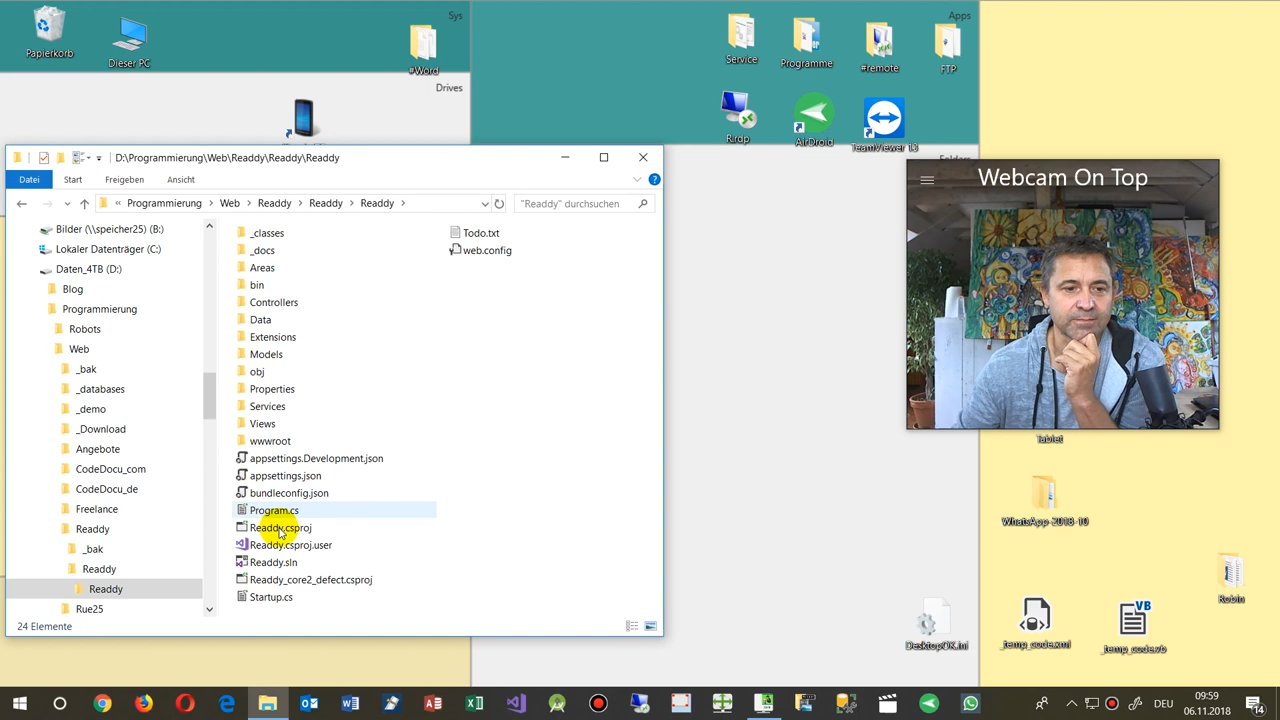 Sys
Apps
Papierkorb
Dieser PC
#Word
Service
Programme
#remote
FTP
Drives
R.rdp
AirDroid
TeamViewer 13
D:\Programmierung\Web\Readdy\Readdy\Readdy
Datei
Start
Freigeben
Ansicht
Programmierung
Web
Readdy
Readdy
Readdy
"Readdy" durchsuchen
Bilder (\\speicher25) (B:)
Lokaler Datenträger (C:)
Daten_4TB (D:)
Blog
Programmierung
Robots
Web
_bak
_databases
_demo
_Download
Angebote
CodeDocu_com
CodeDocu_de
Freelance
Readdy
_bak
Readdy
Readdy
Rue25
_classes
_docs
Areas
bin
Controllers
Data
Extensions
Models
obj
Properties
Services
Views
wwwroot
appsettings.Development.json
appsettings.json
bundleconfig.json
Program.cs
Readdy.csproj
Readdy.csproj.user
Readdy.sln
Readdy_core2_defect.csproj
Startup.cs
Todo.txt
web.config
24 Elemente
Webcam On Top
Tablet
WhatsApp-2018-10
Robin
DesktopOK.ini
_temp_code.xml
VB
_temp_code.vb
DEU
09:59
06.11.2018
14